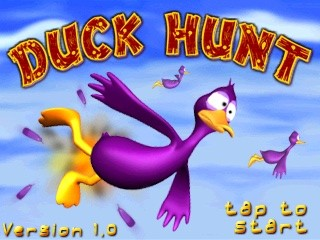 DUCK HUNT
tap to
Start
Version 1.0